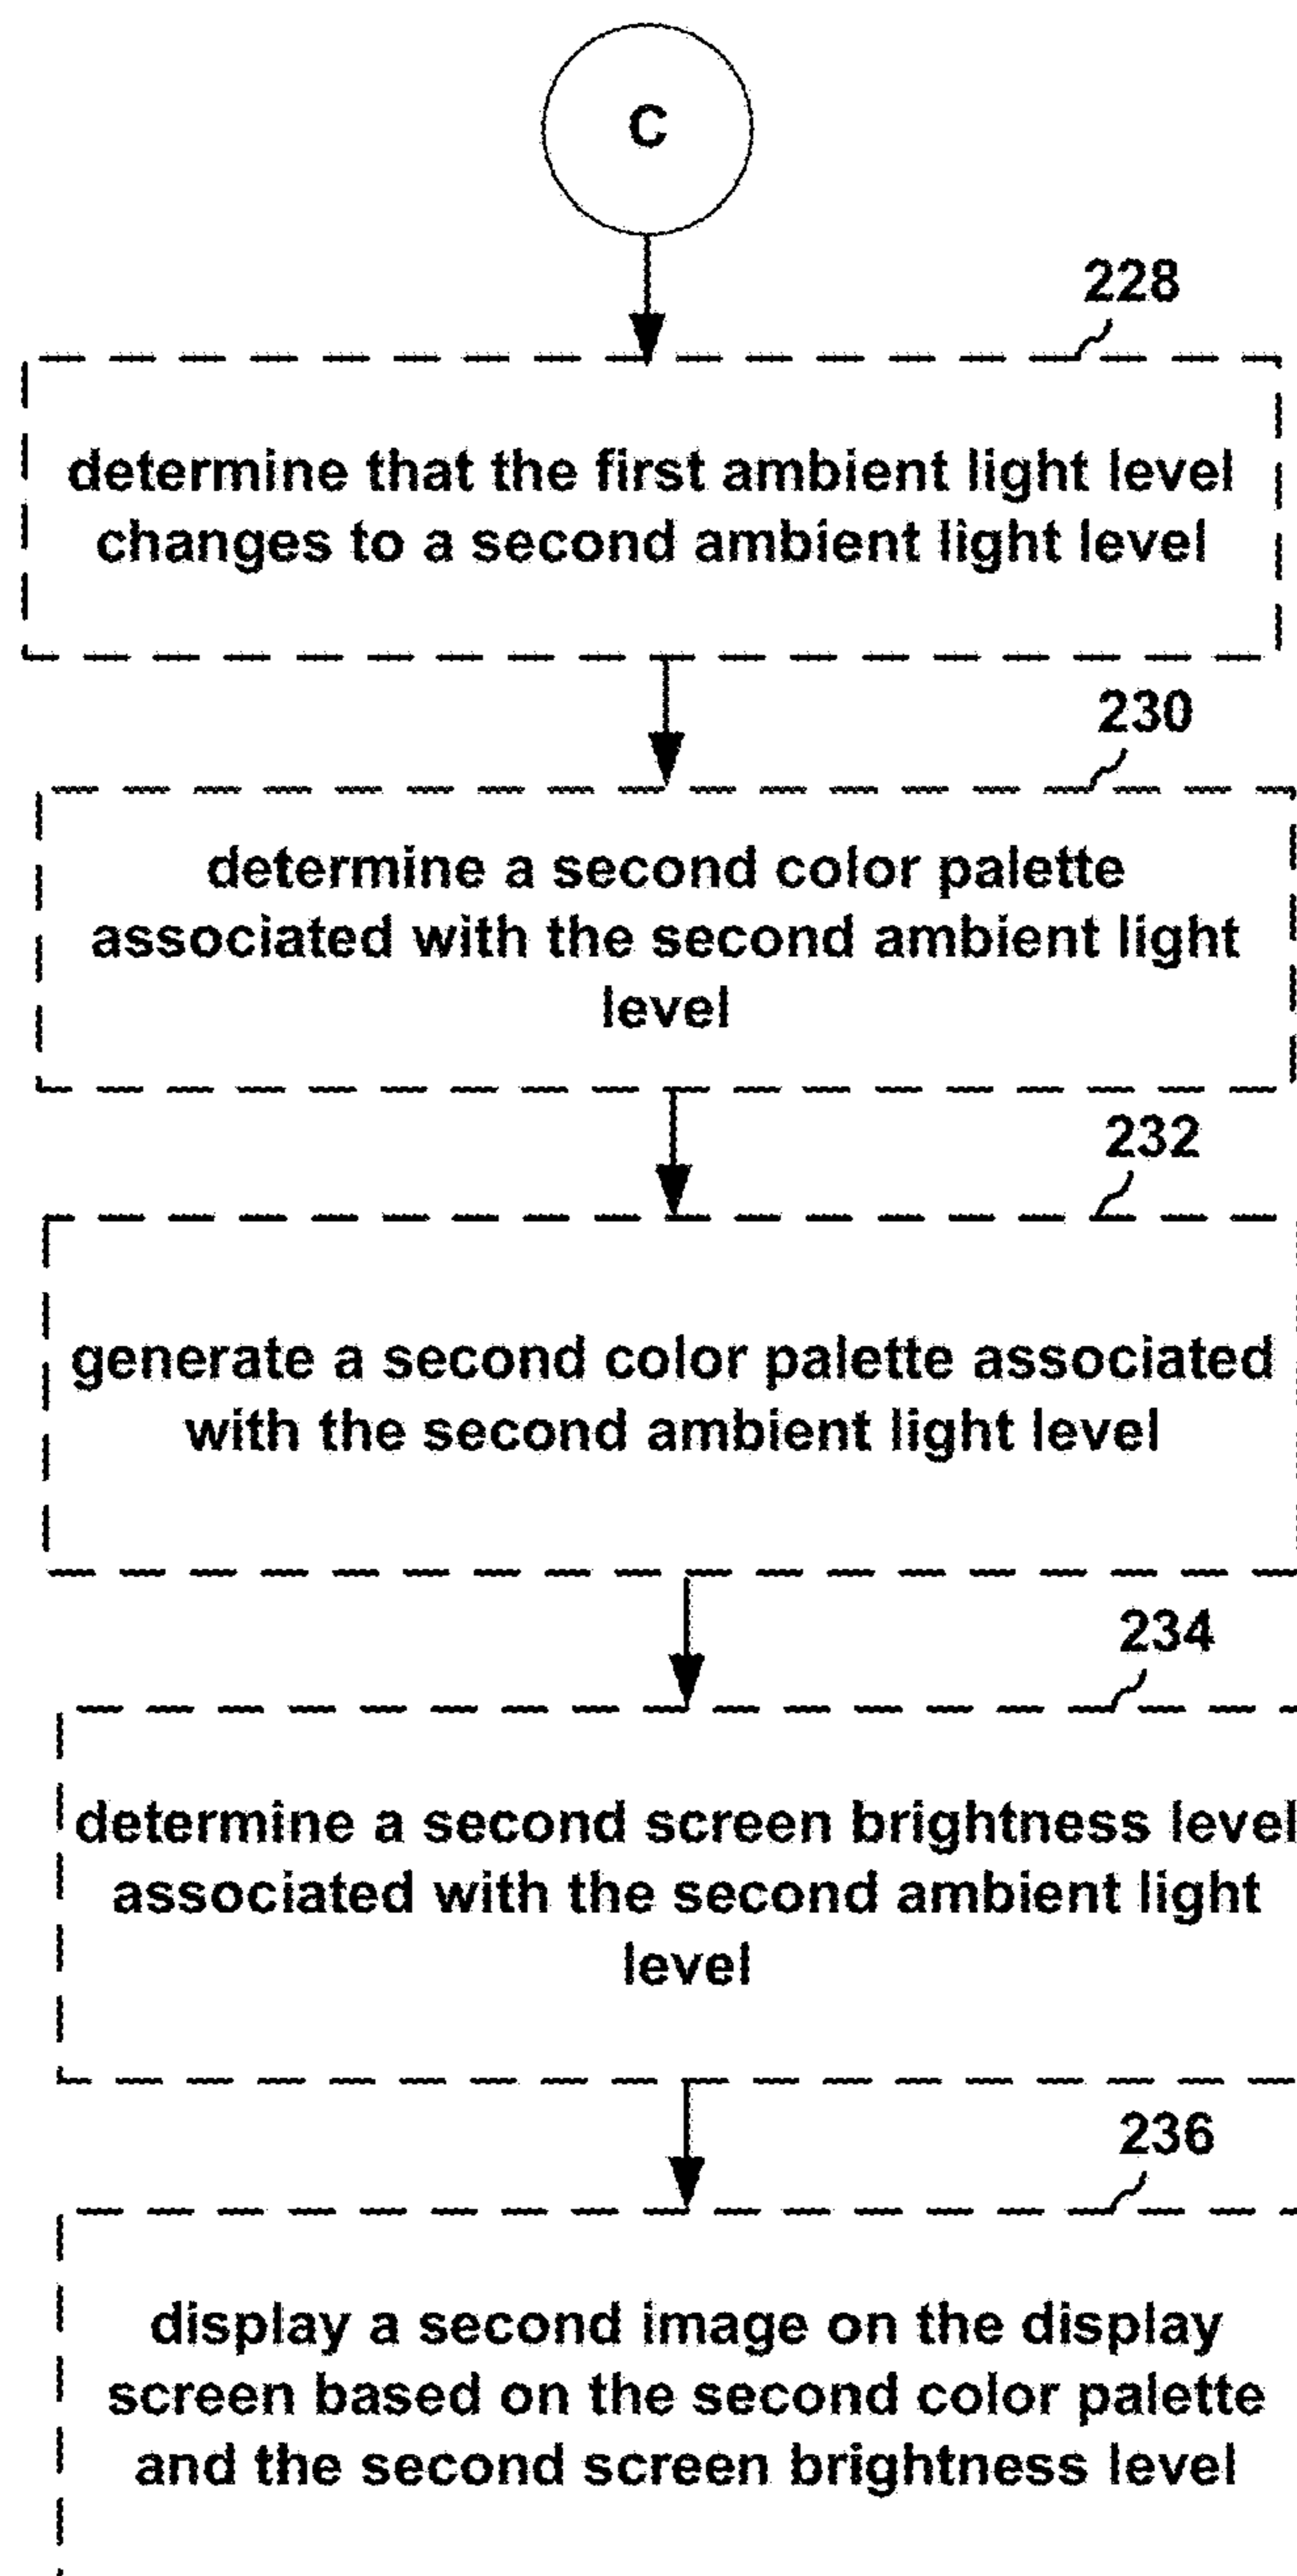 C
228
determine that the first ambient light level
changes to a second ambient light level
230
determine a second color palette
associated with the second ambient light
level
232
generate a second color palette associated
with the second ambient light level
234
determine a second screen brightness level
associated with the second ambient light
level
236
display a second image on the display
screen based on the second color palette
and the second screen brightness level